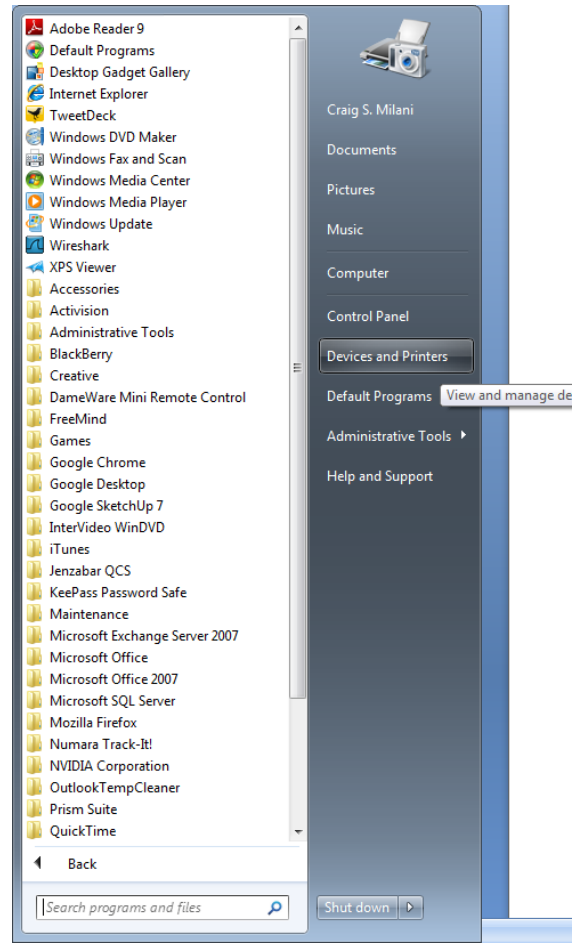 Adobe Reader 9
Default Programs
Desktop Gadget Gallery
Internet Explorer
TweetDeck
Windows DVD Maker
Windows Fax and Scan
Windows Media Center
Windows Media Player
Windows Update
Wireshark
XPS Viewer
Accessories
Activision
Administrative Tools
BlackBerry
Creative
DameWare Mini Remote Control
FreeMind
Games
Google Chrome
Google Desktop
Google SketchUp 7
InterVideo WinDVD
iTunes
Jenzabar QCS
KeePass Password Safe
Maintenance
Microsoft Exchange Server 2007
Microsoft Office
Microsoft Office 2007
Microsoft SQL Server
Mozilla Firefox
Numara Track-It!
NVIDIA Corporation
OutlookTempCleaner
Prism Suite
QuickTime
Back
Search programs and files
Craig S. Milani
Documents
Pictures
Music
Computer
Control Panel
Devices and Printers
Default Programs
View and manage de
Administrative Tools
Help and Support
Shut down